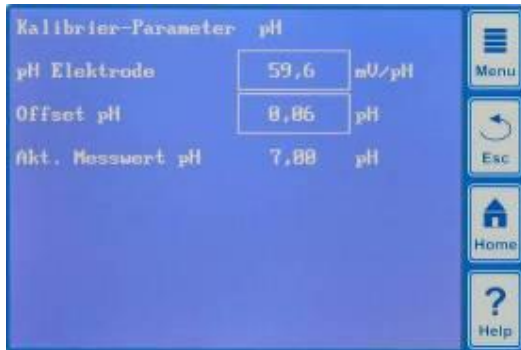 Kalibrier-Parameter pH
pH Elektrode 59,6 mV/pH
Offset pH 0,06 pH
Akt. Messwert pH 7,00 pH
Menu
Esc
Home
Help